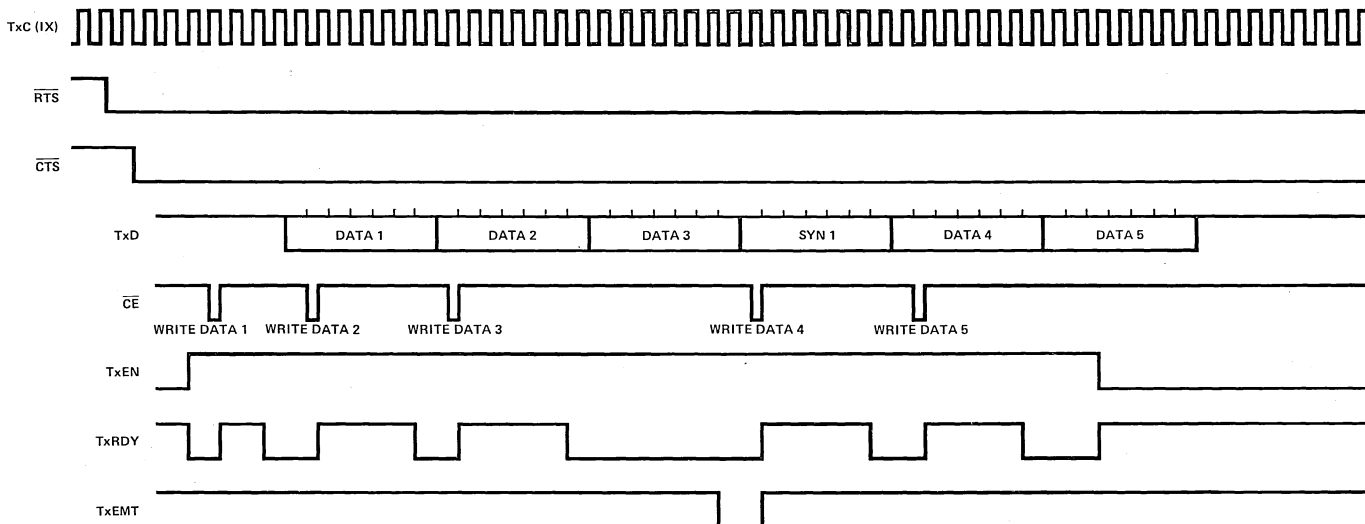 TxC (IX)
RTS
CTS
TxD DATA 1 DATA 2 DATA 3 SYN 1 DATA 4 DATA 5
CE
WRITE DATA 1 WRITE DATA 2 WRITE DATA 3 WRITE DATA 4 WRITE DATA 5
TxEN
TxRDY
TxEMT